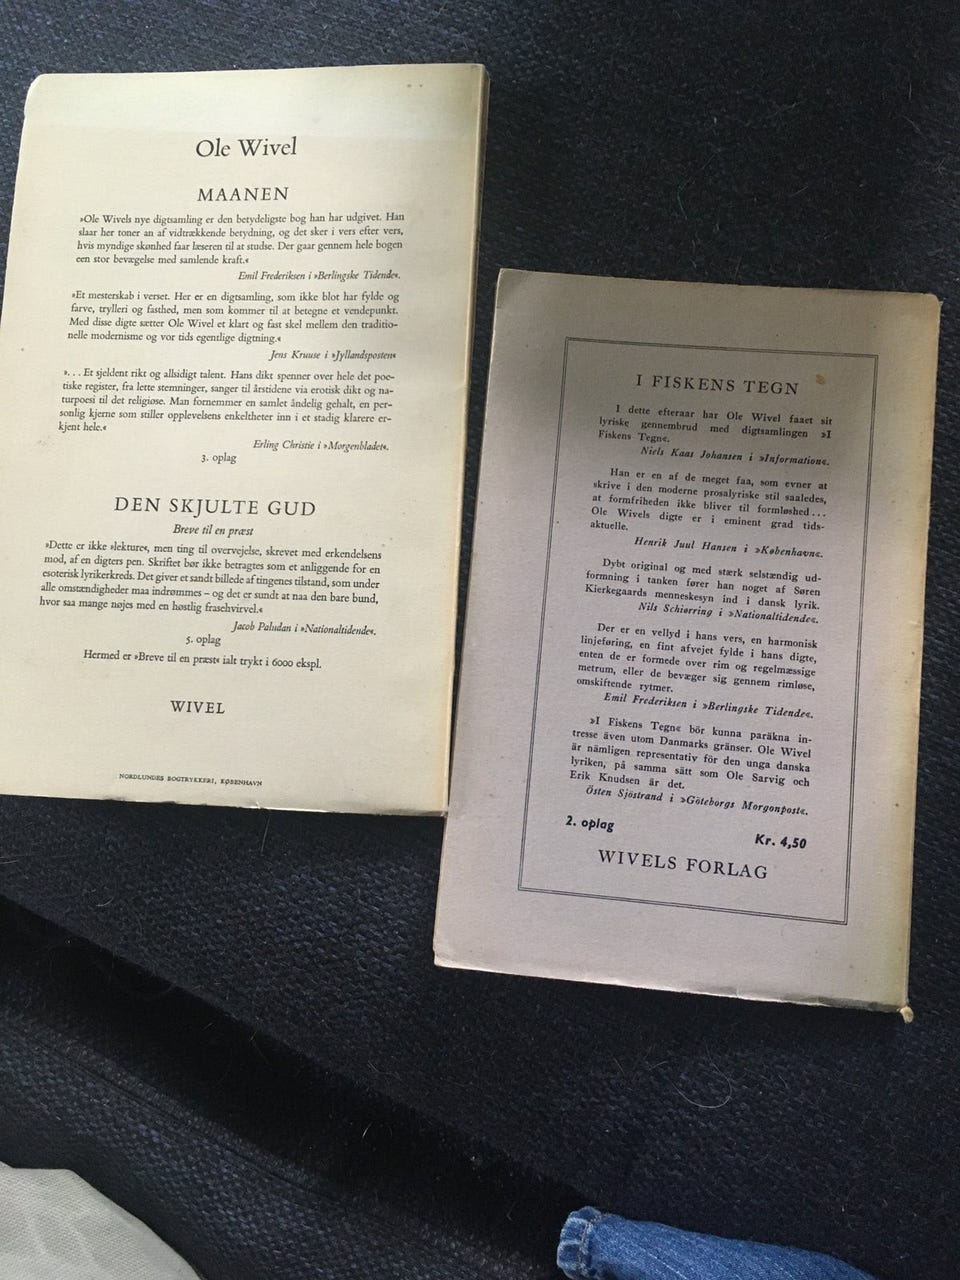 Ole Wivel
MAANEN
»Ole Wivels nye digtsamling er den betydeligste bog han har udgivet. Han
slaar her toner an af vidtrækkende betydning, og det sker i vers efter vers,
hvis myndige skønhed faar læseren til at studse. Der gaar gennem hele bogen
een stor bevægelse med samlende kraft.«
Emil Frederiksen i »Berlingske Tidende«.
»Et mesterskab i verset. Her er en digtsamling, som ikke blot har fylde og
farve, trylleri og fasthed, men som kommer til at betegne et vendepunkt.
Med disse digte sætter Ole Wivel et klart og fast skel mellem den traditio-
nelle modernisme og vor tids egentlige digtning.«
Jens Kruuse i »Jyllandsposten«
». . . Et sjeldent rikt og allsidigt talent. Hans dikt spenner over hele det poe-
tiske register, fra lette stemninger, sanger til årstidene via erotisk dikt og na-
turpoesi til det religiøse. Man fornemmer en samlet åndelig gehalt, en per-
sonlig kjerne som stiller opplevelsens enkeltheter inn i et stadig klarere er-
kjent hele.«
Erling Christie i »Morgenbladet«.
3. oplag
DEN SKJULTE GUD
Breve til en præst
»Dette er ikke »lekture«, men ting til overvejelse, skrevet med erkendelsens
mod, af en digters pen. Skriftet bør ikke betragtes som et anliggende for en
esoterisk lyrikerkreds. Det giver et sandt billede af tingenes tilstand, som under
alle omstændigheder maa indrømmes – og det er sundt at naa den bare bund,
hvor saa mange nøjes med en høstlig frasehvirvel.«
Jacob Paludan i »Nationaltidende«.
5. oplag
Hermed er »Breve til en præst« ialt trykt i 6000 ekspl.
WIVEL
NORDLUNDES BOGTRYKKERI, KØBENHAVN
I FISKENS TEGN
I dette efteraar har Ole Wivel faaet sit
lyriske gennembrud med digtsamlingen »I
Fiskens Tegn«.
Niels Kaas Johansen i »Information«.
Han er en af de meget faa, som evner at
skrive i den moderne prosalyriske stil saaledes,
at formfriheden ikke bliver til formløshed . . .
Ole Wivels digte er i eminent grad tids-
aktuelle.
Henrik Juul Hansen i »København«.
Dybt original og med stærk selvstændig ud-
formning i tanken fører han noget af Søren
Kierkegaards menneskesyn ind i dansk lyrik.
Nils Schiørring i »Nationaltidende«.
Der er en vellyd i hans vers, en harmonisk
linjeføring, en fint afvejet fylde i hans digte,
enten de er formede over rim og regelmæssige
metrum, eller de bevæger sig gennem rimløse,
omskiftende rytmer.
Emil Frederiksen i »Berlingske Tidende«.
»I Fiskens Tegn« bör kunna paräkna in-
tresse även utom Danmarks gränser. Ole Wivel
är nämligen representativ för den unga danska
lyriken, på samma sätt som Ole Sarvig och
Erik Knudsen är det.
Östen Sjöstrand i »Göteborgs Morgonpost«.
2. oplag
Kr. 4,50
WIVELS FORLAG